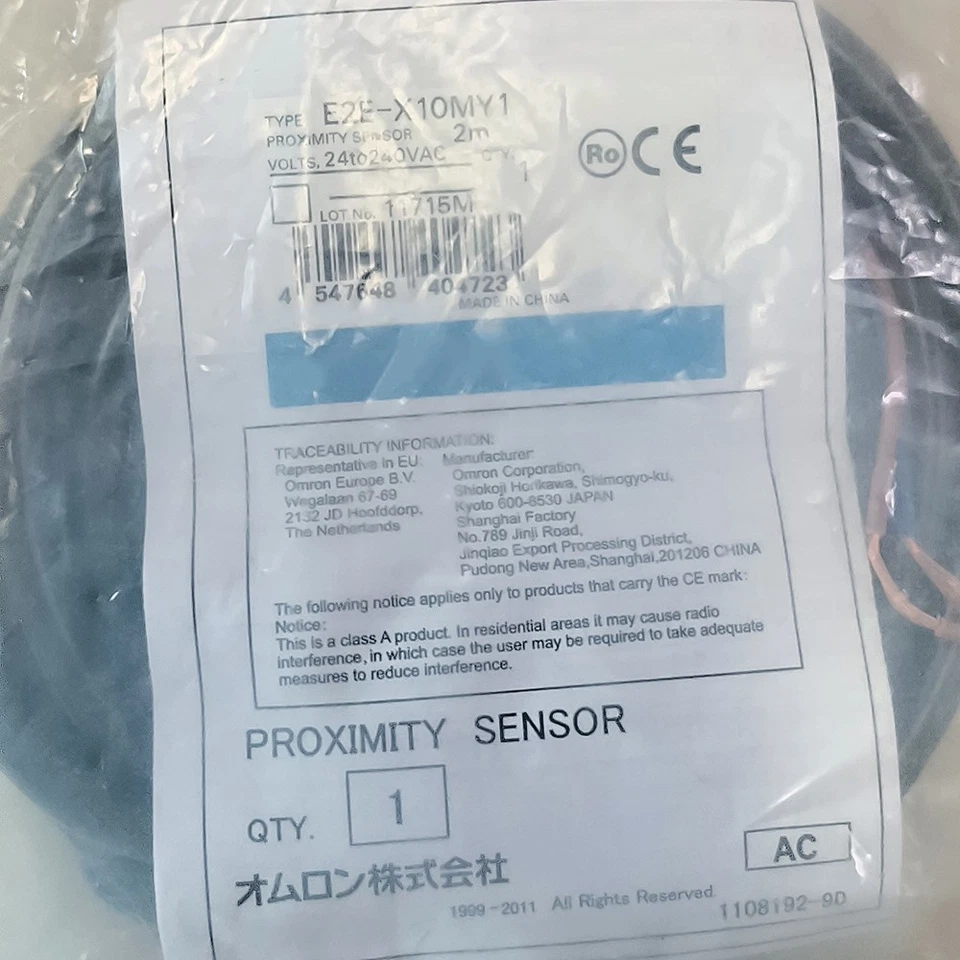 TYPE E2E-X10MY1
PROXIMITY SENSOR 2m
VOLTS. 24to240VAC QTY.
1
LOT No. 11715M
4 547648 404723
MADE IN CHINA
Ro CE
TRACEABILITY INFORMATION:
Representative in EU:
Omron Europe B.V.
Wegalaan 67-69
2132 JD Hoofddorp,
The Netherlands
Manufacturer:
Omron Corporation,
Shiokoji Horikawa, Shimogyo-ku,
Kyoto 600-8530 JAPAN
Shanghai Factory
No.789 Jinji Road,
Jinqiao Export Processing District,
Pudong New Area,Shanghai,201206 CHINA
The following notice applies only to products that carry the CE mark:
Notice:
This is a class A product. In residential areas it may cause radio
interference, in which case the user may be required to take adequate
measures to reduce interference.
PROXIMITY SENSOR
QTY. 1
AC
オムロン株式会社
1999-2011 All Rights Reserved
1108192-9D